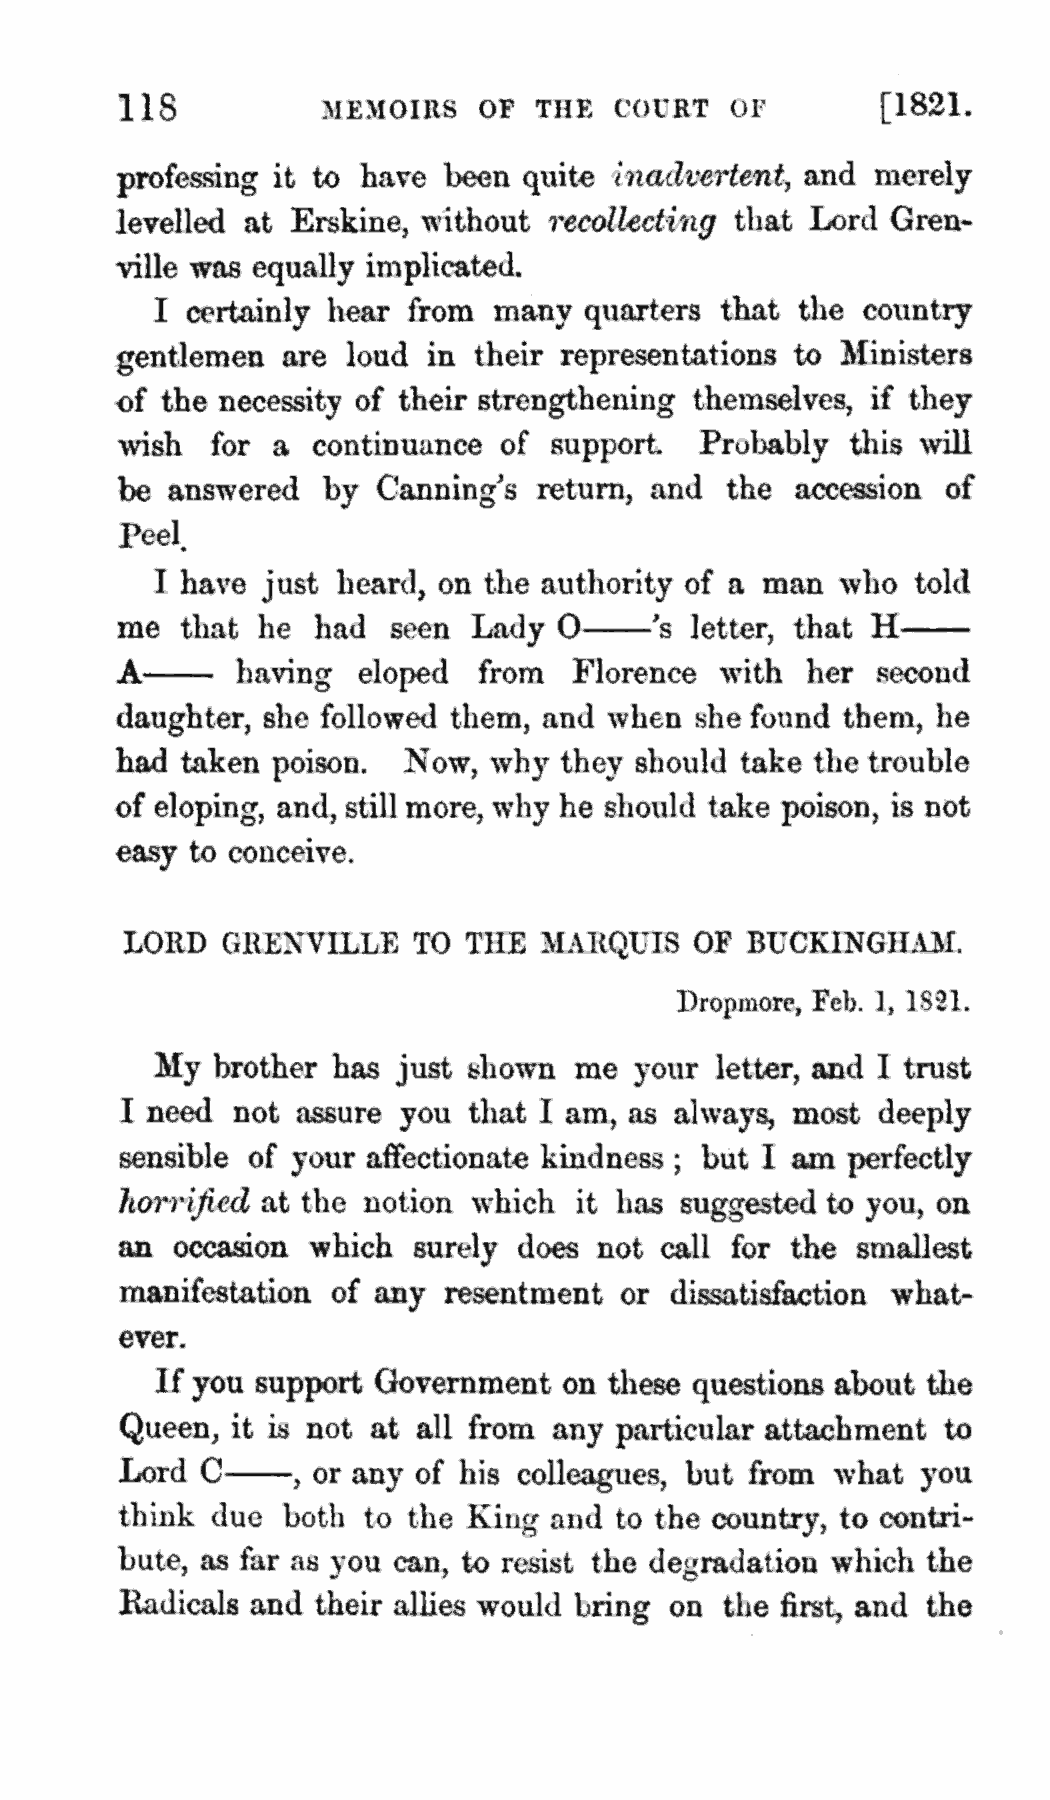 118 MEMOIRS OF THE COURT OF [1821.
professing it to have been quite inadvertent, and merely
levelled at Erskine, without recollecting that Lord Gren-
ville was equally implicated.
I certainly hear from many quarters that the country
gentlemen are loud in their representations to Ministers
of the necessity of their strengthening themselves, if they
wish for a continuance of support. Probably this will
be answered by Canning's return, and the accession of
Peel.
I have just heard, on the authority of a man who told
me that he had seen Lady O——'s letter, that H——
A—— having eloped from Florence with her second
daughter, she followed them, and when she found them, he
had taken poison. Now, why they should take the trouble
of eloping, and, still more, why he should take poison, is not
easy to conceive.
LORD GRENVILLE TO THE MARQUIS OF BUCKINGHAM.
Dropmore, Feb. 1, 1821.
My brother has just shown me your letter, and I trust
I need not assure you that I am, as always, most deeply
sensible of your affectionate kindness ; but I am perfectly
horrified at the notion which it has suggested to you, on
an occasion which surely does not call for the smallest
manifestation of any resentment or dissatisfaction what-
ever.
If you support Government on these questions about the
Queen, it is not at all from any particular attachment to
Lord C——, or any of his colleagues, but from what you
think due both to the King and to the country, to contri-
bute, as far as you can, to resist the degradation which the
Radicals and their allies would bring on the first, and the